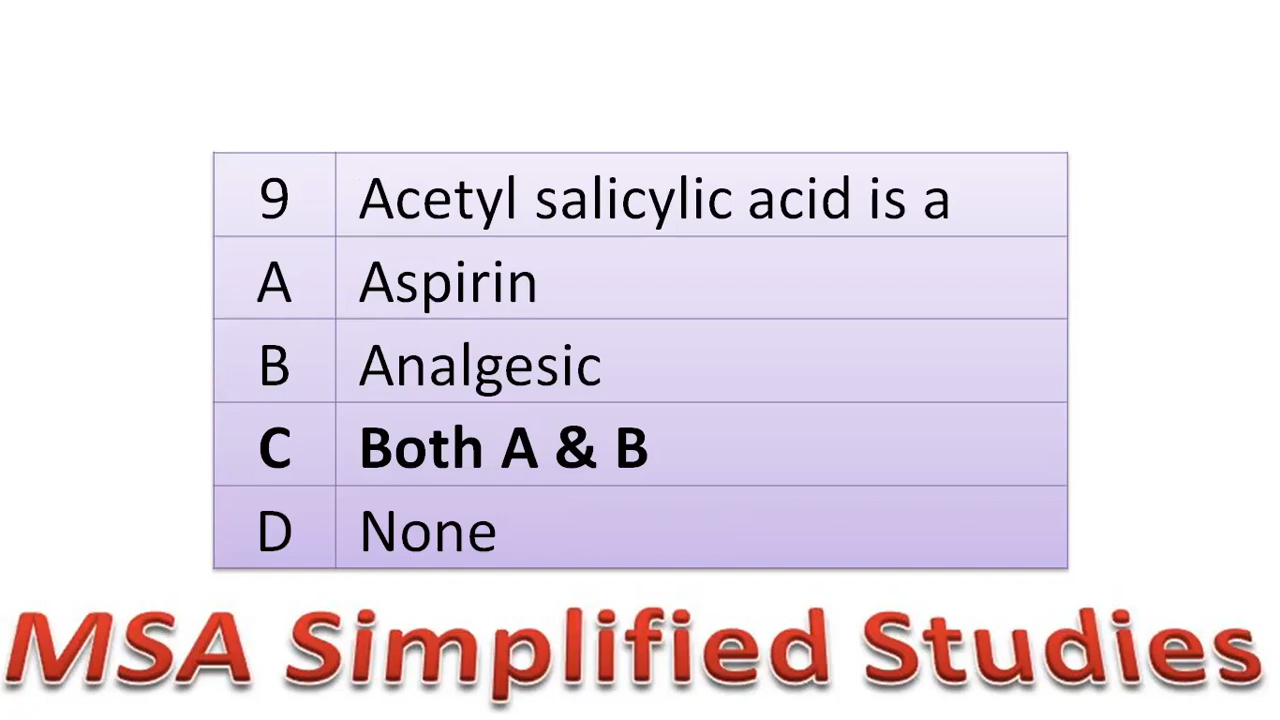 9 Acetyl salicylic acid is a
A Aspirin
B Analgesic
C Both A & B
D None
MSA Simplified Studies